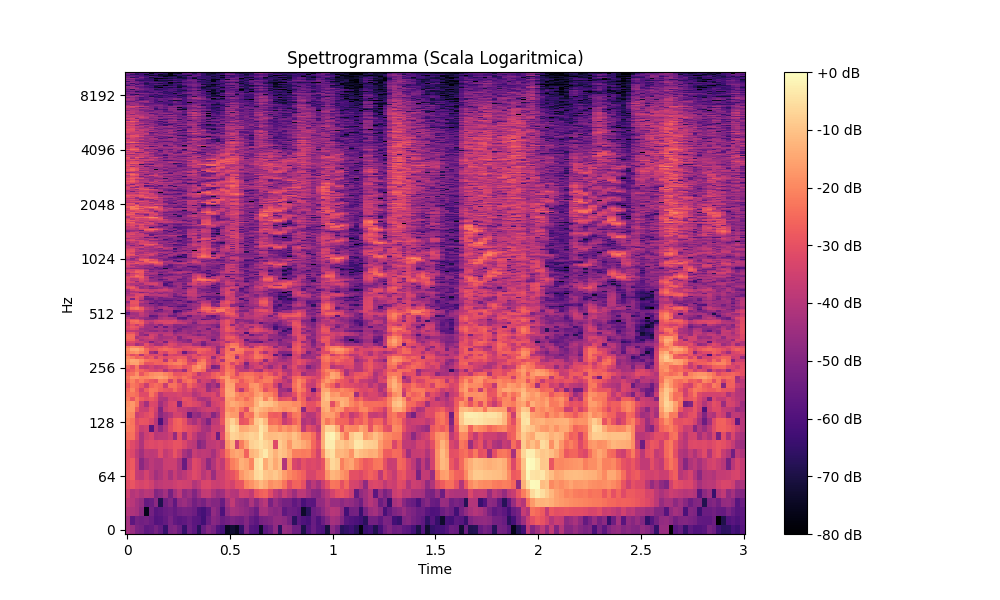 Spettrogramma (Scala Logaritmica)
Hz
8192
4096
2048
1024
512
256
128
64
0
0
0.5
1
1.5
2
2.5
3
Time
+0 dB
-10 dB
-20 dB
-30 dB
-40 dB
-50 dB
-60 dB
-70 dB
-80 dB